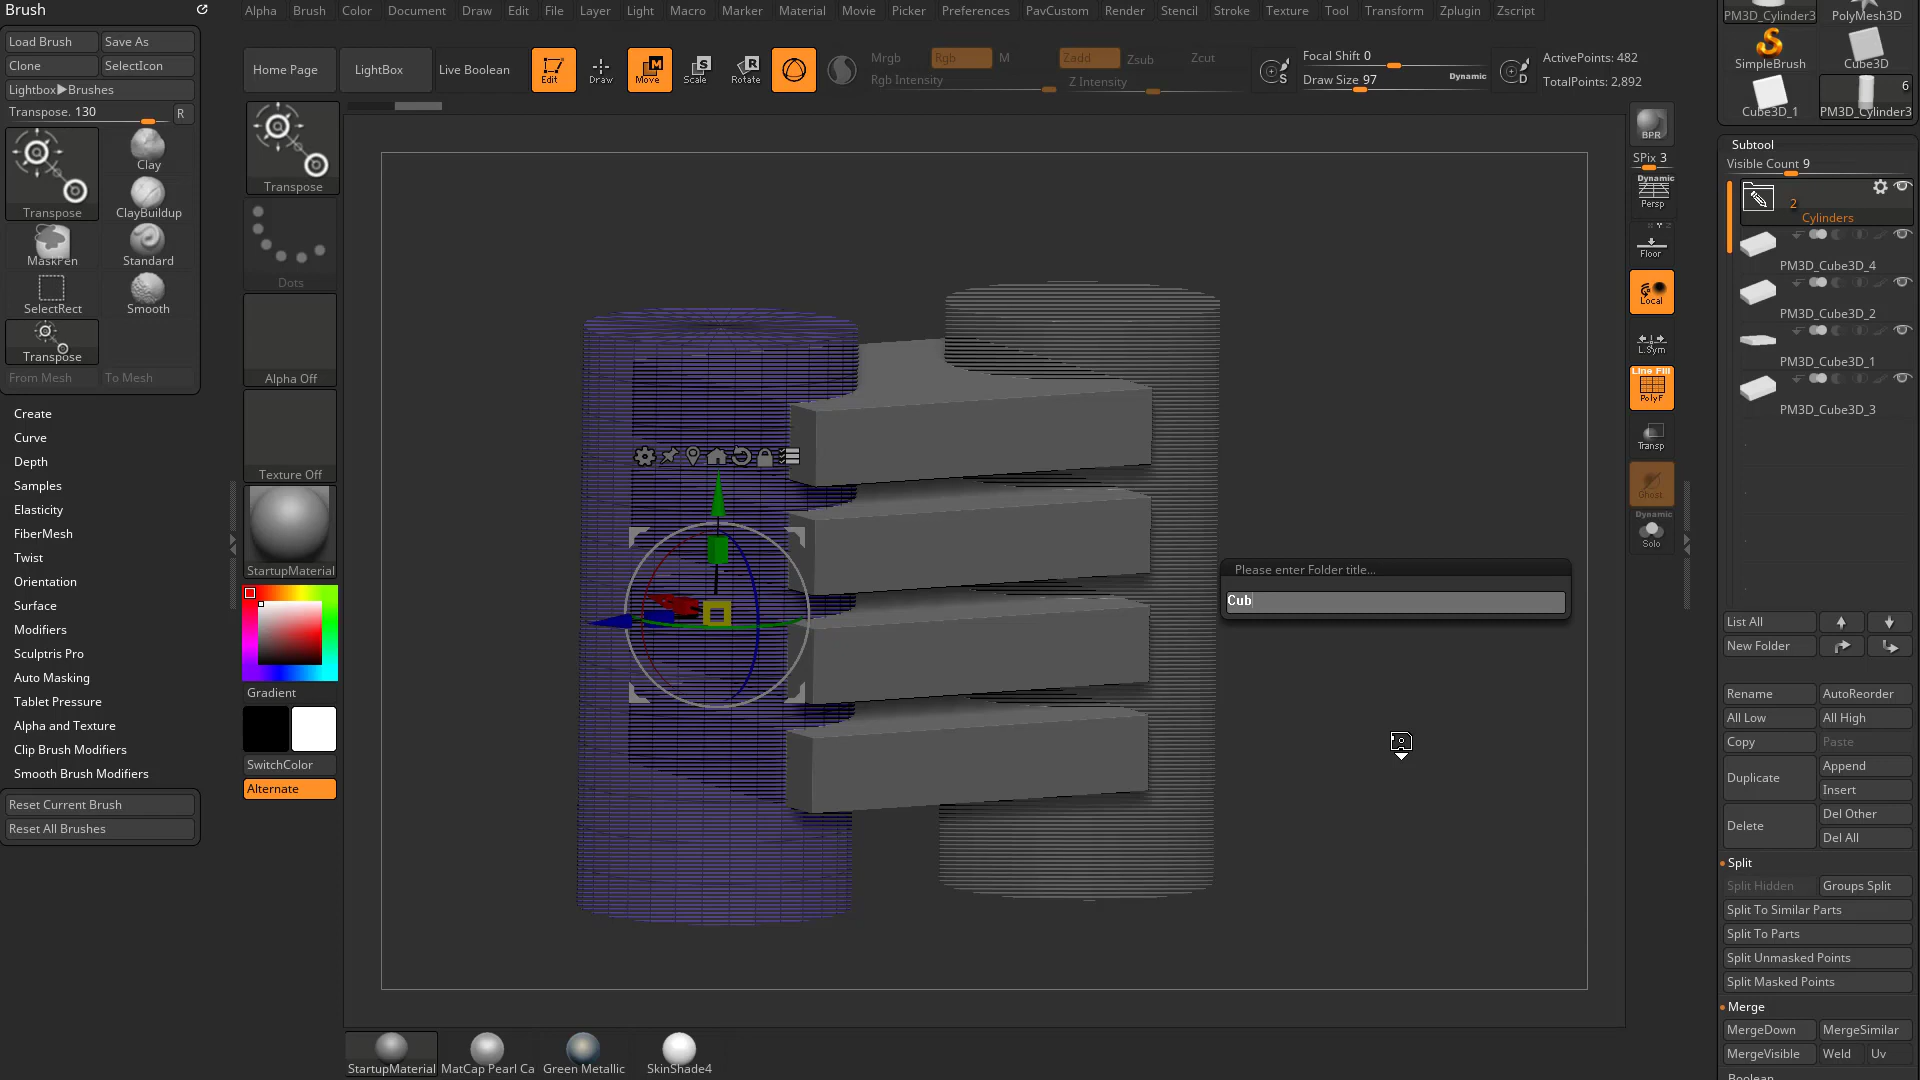 Brush
Alpha Brush Color Document Draw Edit File Layer Light Macro Marker Material Movie Picker Preferences PavCustom Render Stencil Stroke Texture Tool Transform Zplugin Zscript
Load Brush Save As
Clone SelectIcon
Lightbox▶Brushes
Transpose. 130 R
Transpose Clay
ClayBuildup
MaskPen Standard
SelectRect Smooth
Transpose
From Mesh To Mesh
Create
Curve
Depth
Samples
Elasticity
FiberMesh
Twist
Orientation
Surface
Modifiers
Sculptris Pro
Auto Masking
Tablet Pressure
Alpha and Texture
Clip Brush Modifiers
Smooth Brush Modifiers
Reset Current Brush
Reset All Brushes
Home Page LightBox Live Boolean
Edit Draw Move Scale Rotate
M S R
Mrgb Rgb M
Rgb Intensity
Zadd Zsub Zcut
Z Intensity
S
Focal Shift 0
Draw Size 97 Dynamic
D
ActivePoints: 482
TotalPoints: 2,892
Transpose
Dots
Alpha Off
Texture Off
StartupMaterial
Gradient
SwitchColor
Alternate
Please enter Folder title...
Cub
StartupMaterial MatCap Pearl Ca Green Metallic SkinShade4
BPR
SPix 3
Dynamic
Persp
Floor
Local
L.Sym
Line Fill
PolyF
Transp
Ghost
Dynamic
Solo
PM3D_Cylinder3 PolyMesh3D
SimpleBrush Cube3D
6
Cube3D_1 PM3D_Cylinder3
Subtool
Visible Count 9
2
Cylinders
PM3D_Cube3D_4
PM3D_Cube3D_2
PM3D_Cube3D_1
PM3D_Cube3D_3
List All
New Folder
Rename AutoReorder
All Low All High
Copy Paste
Duplicate Append
Insert
Delete Del Other
Del All
Split
Split Hidden Groups Split
Split To Similar Parts
Split To Parts
Split Unmasked Points
Split Masked Points
Merge
MergeDown MergeSimilar
MergeVisible Weld Uv
Boolean